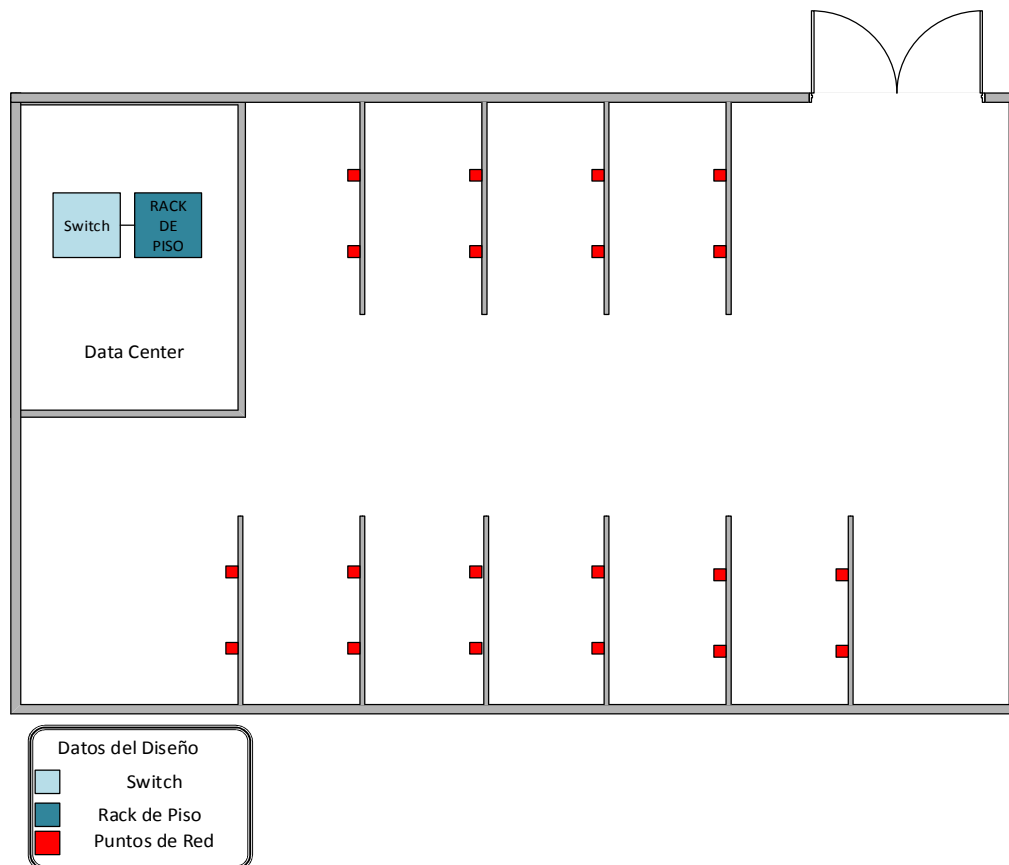 Switch
RACK
DE
PISO
Data Center
Datos del Diseño
Switch
Rack de Piso
Puntos de Red